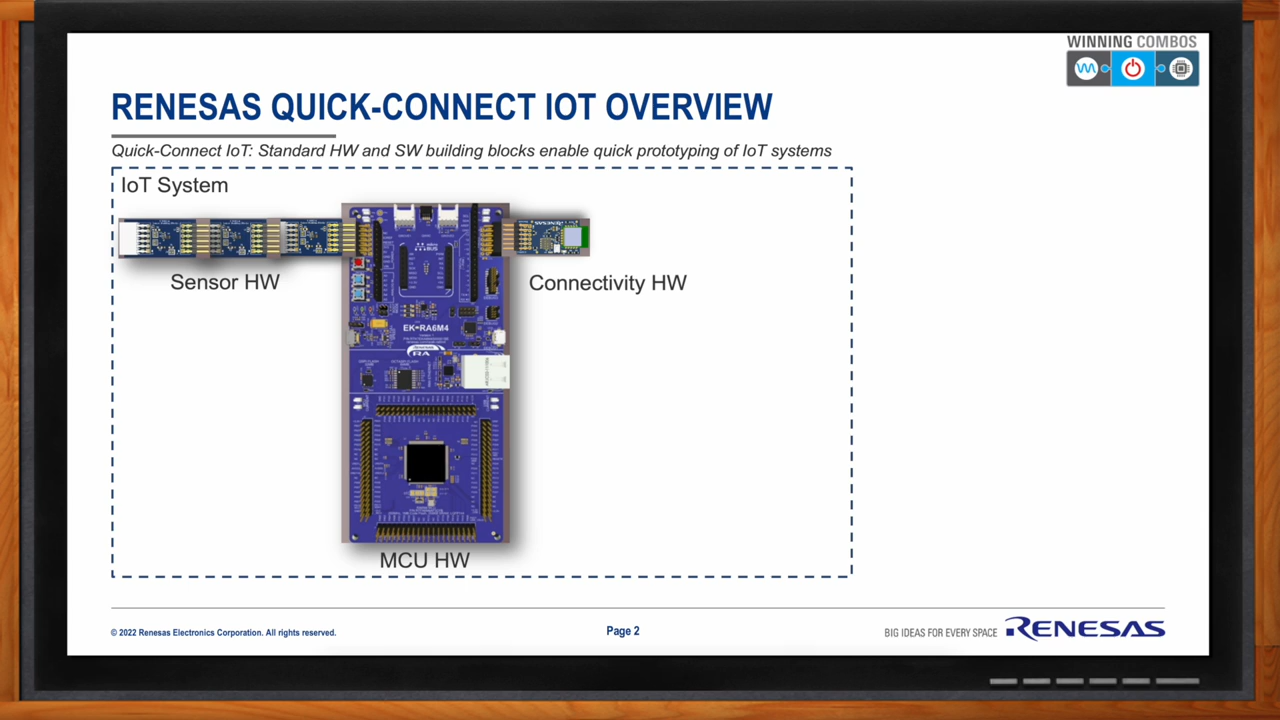 WINNING COMBOS
RENESAS QUICK-CONNECT IOT OVERVIEW
Quick-Connect IoT: Standard HW and SW building blocks enable quick prototyping of IoT systems
IoT System
Sensor HW
Connectivity HW
EK-RA6M4
RA
MCU HW
© 2022 Renesas Electronics Corporation. All rights reserved.
Page 2
BIG IDEAS FOR EVERY SPACE RENESAS